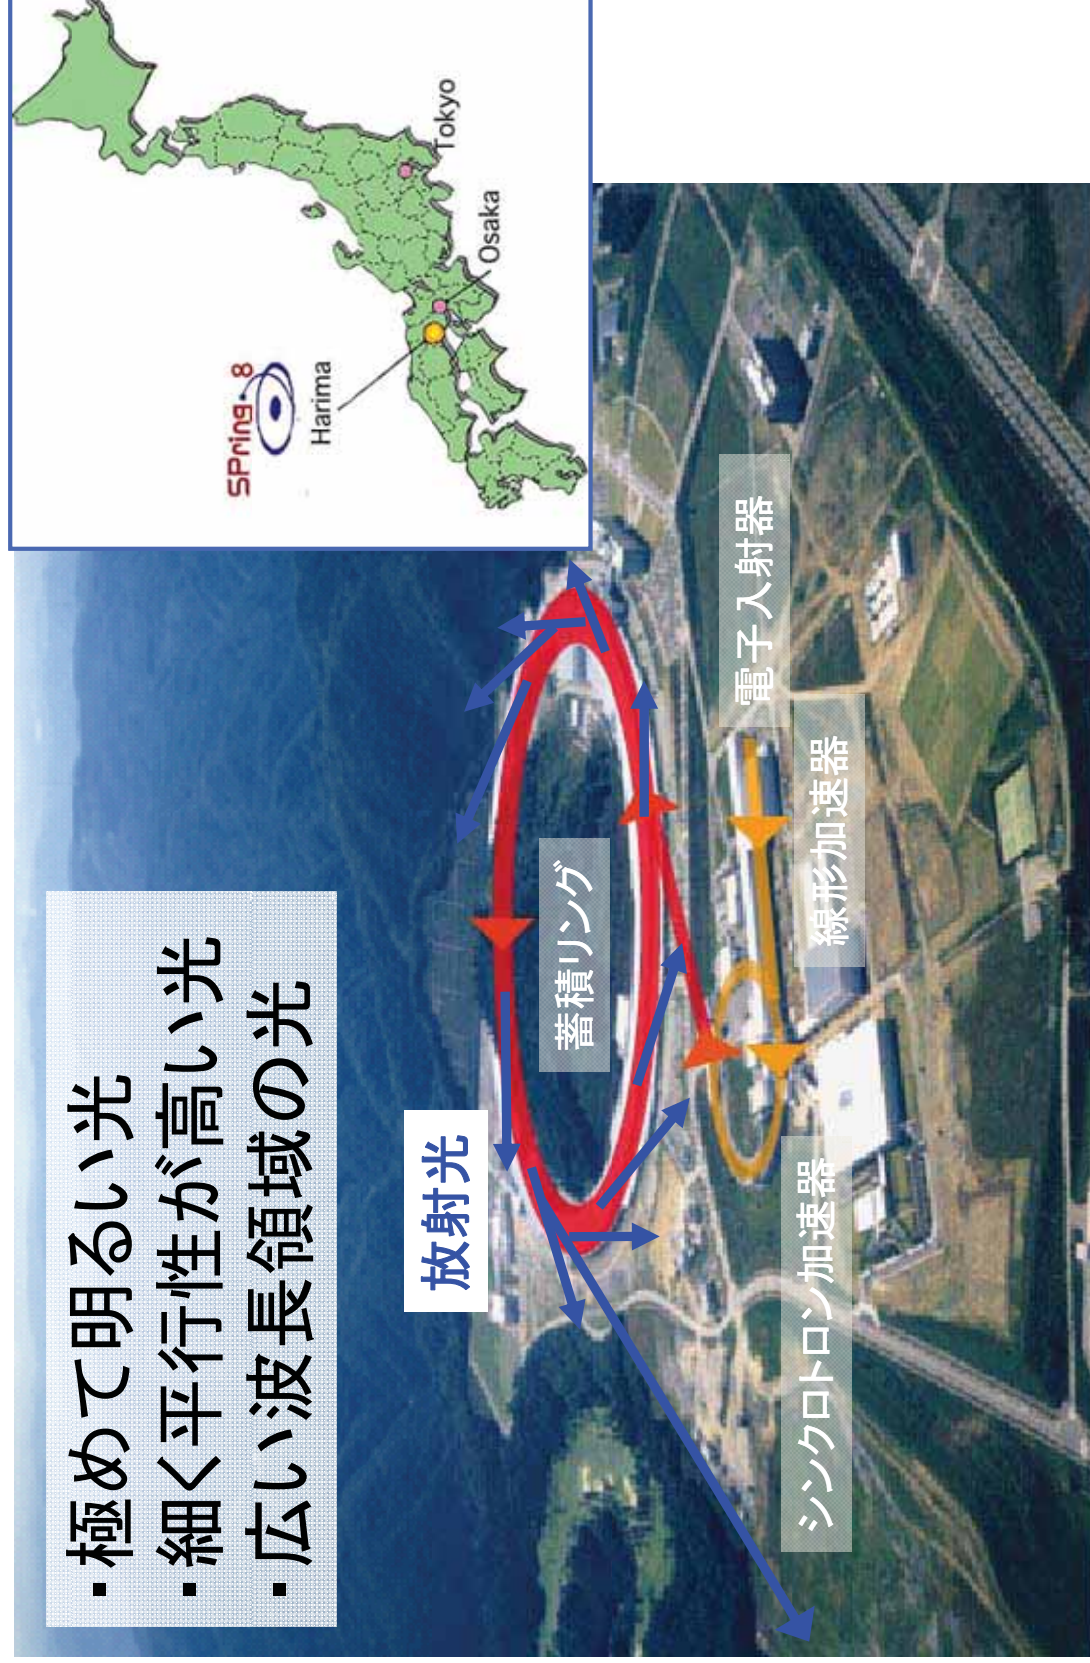 ・極めて明るい光
・細く平行性が高い光
・広い波長領域の光
SPring-8
Harima
Osaka
Tokyo
放射光
蓄積リング
電子入射器
線形加速器
シンクロトロン加速器